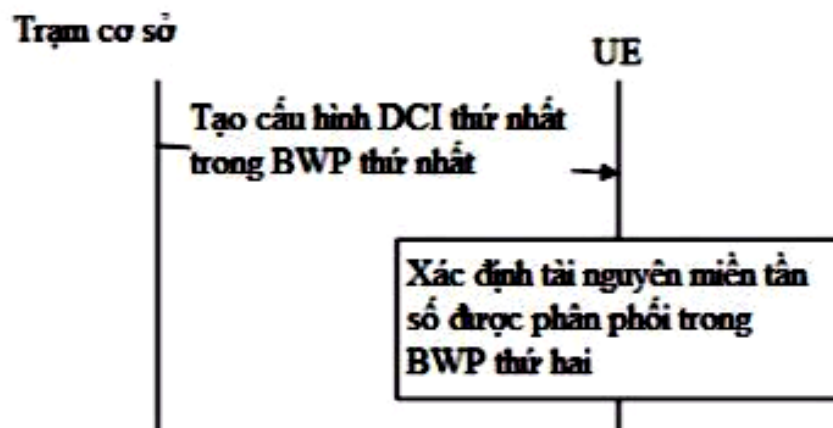 Trạm cơ sở
UE
Tạo cấu hình DCI thứ nhất
trong BWP thứ nhất
Xác định tài nguyên miền tần
số được phân phối trong
BWP thứ hai